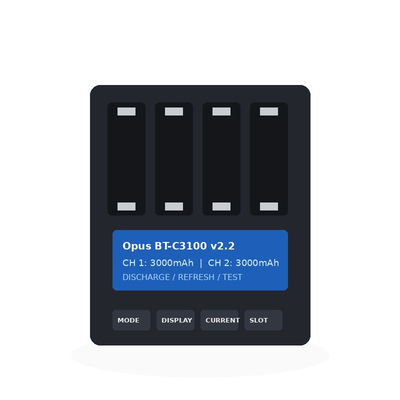 Opus BT-C3100 v2.2
CH 1: 3000mAh | CH 2: 3000mAh
DISCHARGE / REFRESH / TEST
MODE DISPLAY CURRENT SLOT